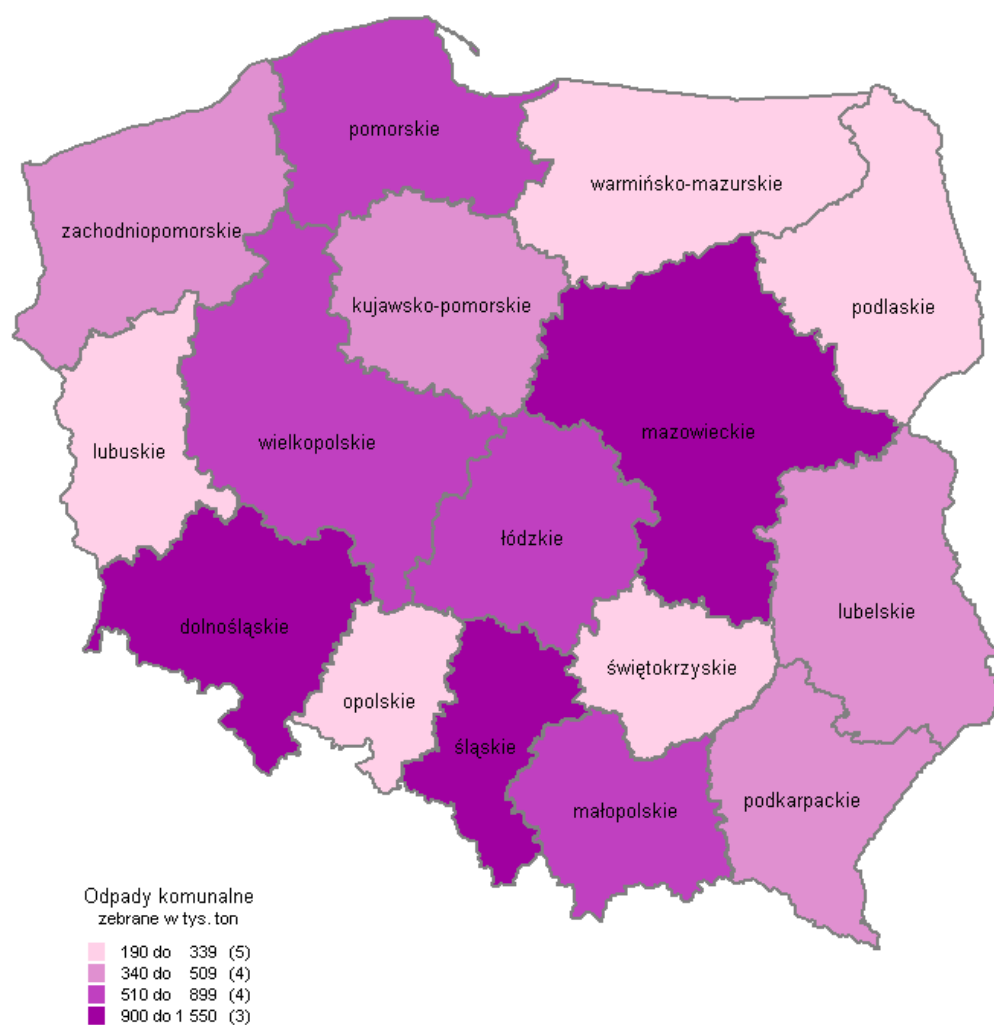 pomorskie
warmińsko-mazurskie
zachodniopomorskie
kujawsko-pomorskie
podlaskie
mazowieckie
lubuskie
wielkopolskie
łódzkie
lubelskie
dolnośląskie
świętokrzyskie
opolskie
śląskie
podkarpackie
małopolskie
Odpady komunalne
zebrane w tys. ton
190 do 339 (5)
340 do 509 (4)
510 do 899 (4)
900 do 1 550 (3)